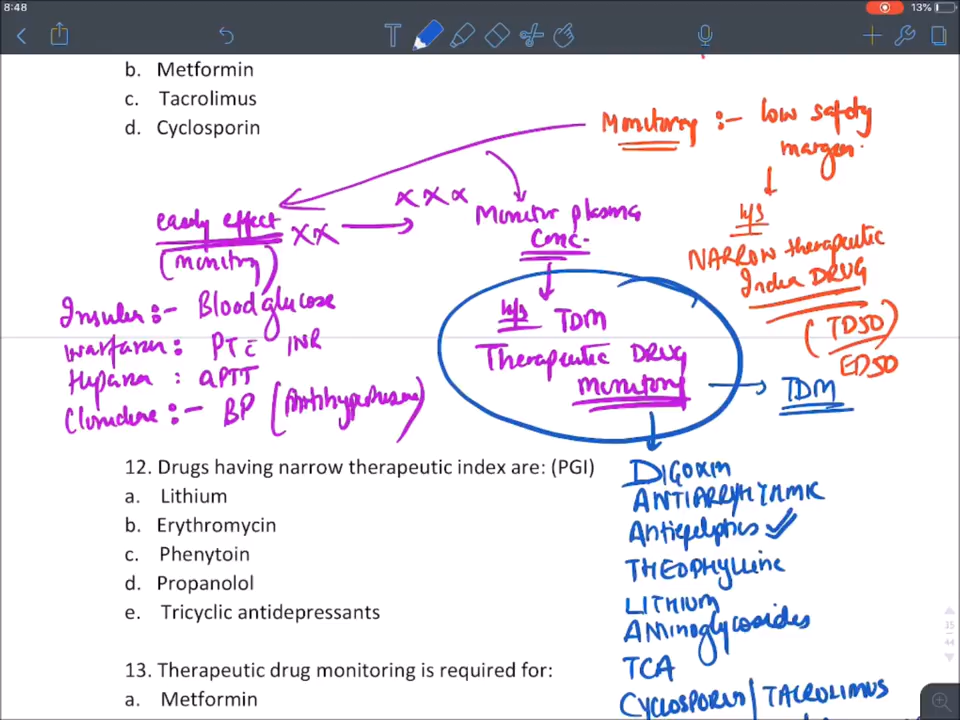 8:48
13%
b. Metformin
c. Tacrolimus
d. Cyclosporin
Monitoring :- low safety
margin.
early effect
(monitry)
XX
X X X
Monitor plasma
Conc.
w/s
NARROW therapeutic
Index DRUG
(TD50)
ED50
Insulin :- Blood glucose
warfarin : PT INR
Heparin : aPTT
Clonidine :- BP (Antihypertensive)
TDM
Therapeutic DRUG
monitoring
TDM
12. Drugs having narrow therapeutic index are: (PGI)
a. Lithium
b. Erythromycin
c. Phenytoin
d. Propanolol
e. Tricyclic antidepressants
DIGOXIN
ANTIARRHYTHMIC
Antiepileptics
THEOPHYLLINE
LITHIUM
Aminoglycosides
TCA
CYCLOSPORIN / TACROLIMUS
13. Therapeutic drug monitoring is required for:
a. Metformin
15
44